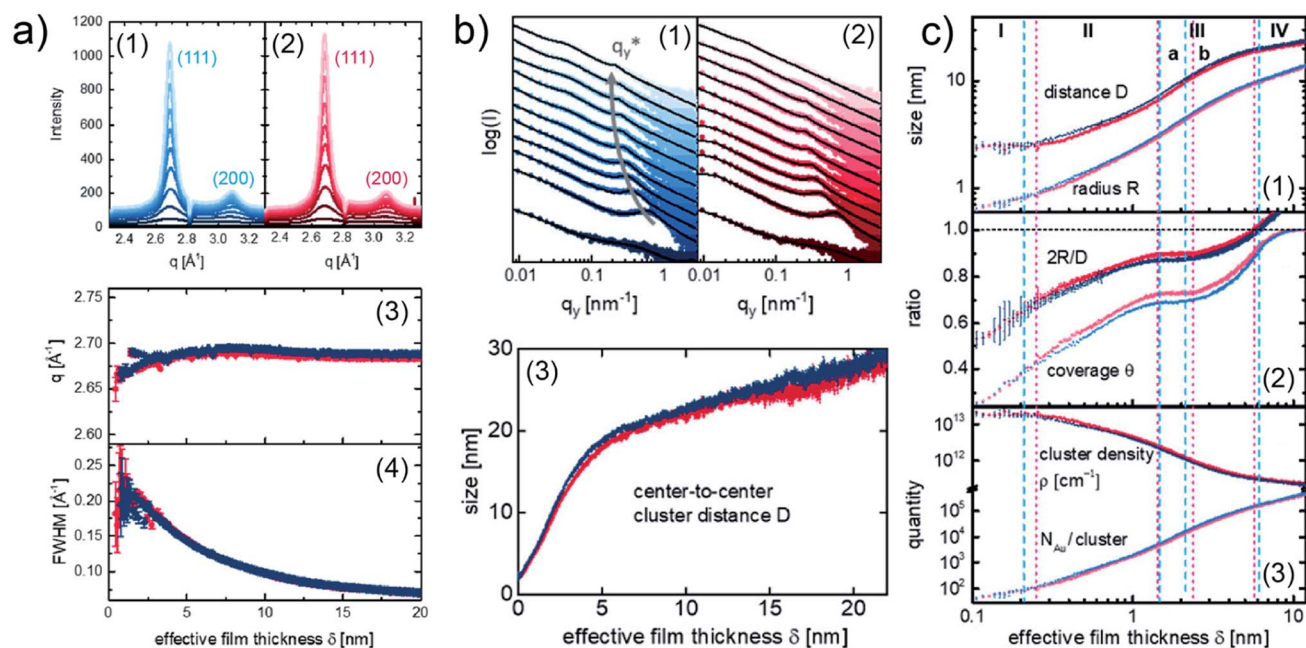 a)
(1)
(111)
(200)
(2)
(111)
(200)
Intensity
1200
1000
800
600
400
200
0
2.4 2.6 2.8 3.0 3.2
2.4 2.6 2.8 3.0 3.2
q [Å¹]
q [Å¹]
(3)
q [Å⁻¹]
2.75
2.70
2.65
2.60
(4)
FWHM [Å⁻¹]
0.25
0.20
0.15
0.10
0 5 10 15 20
effective film thickness δ [nm]
b)
(1)
qy*
(2)
log(I)
0.01 0.1 1
0.01 0.1 1
qy [nm⁻¹]
qy [nm⁻¹]
(3)
size [nm]
30
20
10
0
center-to-center
cluster distance D
0 5 10 15 20
effective film thickness δ [nm]
c)
I II III IV
a b
size [nm]
10
1
distance D
radius R
(1)
ratio
1.0
0.8
0.6
0.4
2R/D
coverage θ
(2)
quantity
10¹³
10¹²
10⁵
10⁴
10³
10²
cluster density
ρ [cm⁻¹]
N_Au/cluster
(3)
0.1 1 10
effective film thickness δ [nm]